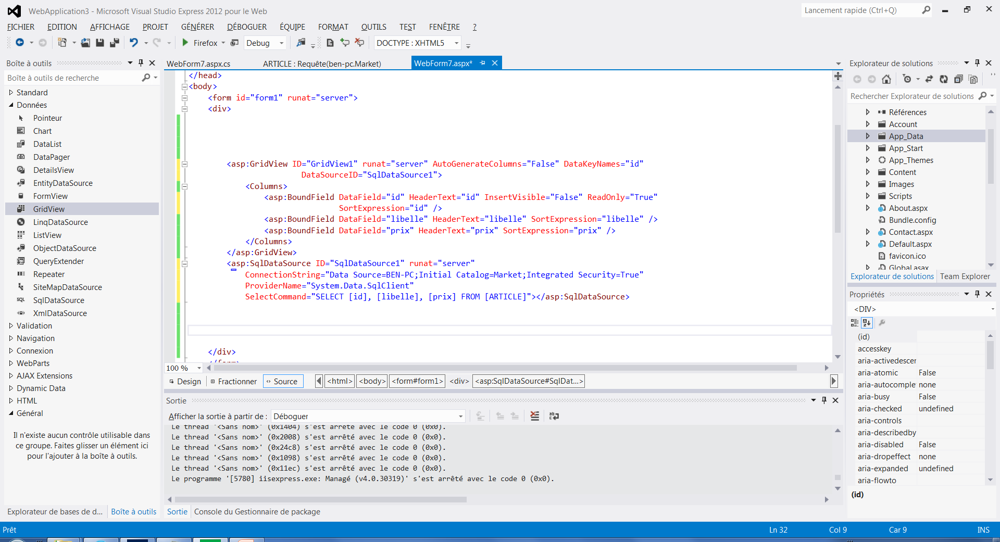 WebApplication3 - Microsoft Visual Studio Express 2012 pour le Web
Lancement rapide (Ctrl+Q)
FICHIER EDITION AFFICHAGE PROJET GÉNÉRER DÉBOGUER ÉQUIPE FORMAT OUTILS TEST FENÊTRE ?
Firefox Debug DOCTYPE : XHTML5
Boîte à outils
Boîte à outils de recherche
Standard
Données
Pointeur
Chart
DataList
DataPager
DetailsView
EntityDataSource
FormView
GridView
LinqDataSource
ListView
ObjectDataSource
QueryExtender
Repeater
SiteMapDataSource
SQL SqlDataSource
XmlDataSource
Validation
Navigation
Connexion
WebParts
AJAX Extensions
Dynamic Data
HTML
Général
Il n'existe aucun contrôle utilisable dans
ce groupe. Faites glisser un élément ici
pour l'ajouter à la boîte à outils.
Explorateur de bases de d... Boîte à outils
WebForm7.aspx.cs ARTICLE : Requête(ben-pc.Market) WebForm7.aspx*
</head>
<body>
<form id="form1" runat="server">
<div>
<asp:GridView ID="GridView1" runat="server" AutoGenerateColumns="False" DataKeyNames="id"
DataSourceID="SqlDataSource1">
<Columns>
<asp:BoundField DataField="id" HeaderText="id" InsertVisible="False" ReadOnly="True"
SortExpression="id" />
<asp:BoundField DataField="libelle" HeaderText="libelle" SortExpression="libelle" />
<asp:BoundField DataField="prix" HeaderText="prix" SortExpression="prix" />
</Columns>
</asp:GridView>
<asp:SqlDataSource ID="SqlDataSource1" runat="server"
ConnectionString="Data Source=BEN-PC;Initial Catalog=Market;Integrated Security=True"
ProviderName="System.Data.SqlClient"
SelectCommand="SELECT [id], [libelle], [prix] FROM [ARTICLE]"></asp:SqlDataSource>
</div>
</form>
100 %
Design Fractionner Source <html> <body> <form#form1> <div> <asp:SqlDataSource#SqlDat...>
Sortie
Afficher la sortie à partir de : Déboguer
Le thread '<Sans nom>' (0x1404) s'est arrêté avec le code 0 (0x0).
Le thread '<Sans nom>' (0x2008) s'est arrêté avec le code 0 (0x0).
Le thread '<Sans nom>' (0x24c8) s'est arrêté avec le code 0 (0x0).
Le thread '<Sans nom>' (0x1098) s'est arrêté avec le code 0 (0x0).
Le thread '<Sans nom>' (0x11ec) s'est arrêté avec le code 0 (0x0).
Le programme '[5780] iisexpress.exe: Managé (v4.0.30319)' s'est arrêté avec le code 0 (0x0).
Sortie Console du Gestionnaire de package
Explorateur de solutions
Rechercher Explorateur de solutions
Références
Account
App_Data
App_Start
App_Themes
Content
Images
Scripts
About.aspx
Bundle.config
Contact.aspx
Default.aspx
favicon.ico
Global.asax
Explorateur de solutions Team Explorer
Propriétés
<DIV>
(id)
accesskey
aria-activedescer
aria-atomic False
aria-autocomple none
aria-busy False
aria-checked undefined
aria-controls
aria-describedby
aria-disabled False
aria-dropeffect none
aria-expanded undefined
aria-flowto
(id)
Prêt Ln 32 Col 9 Car 9 INS